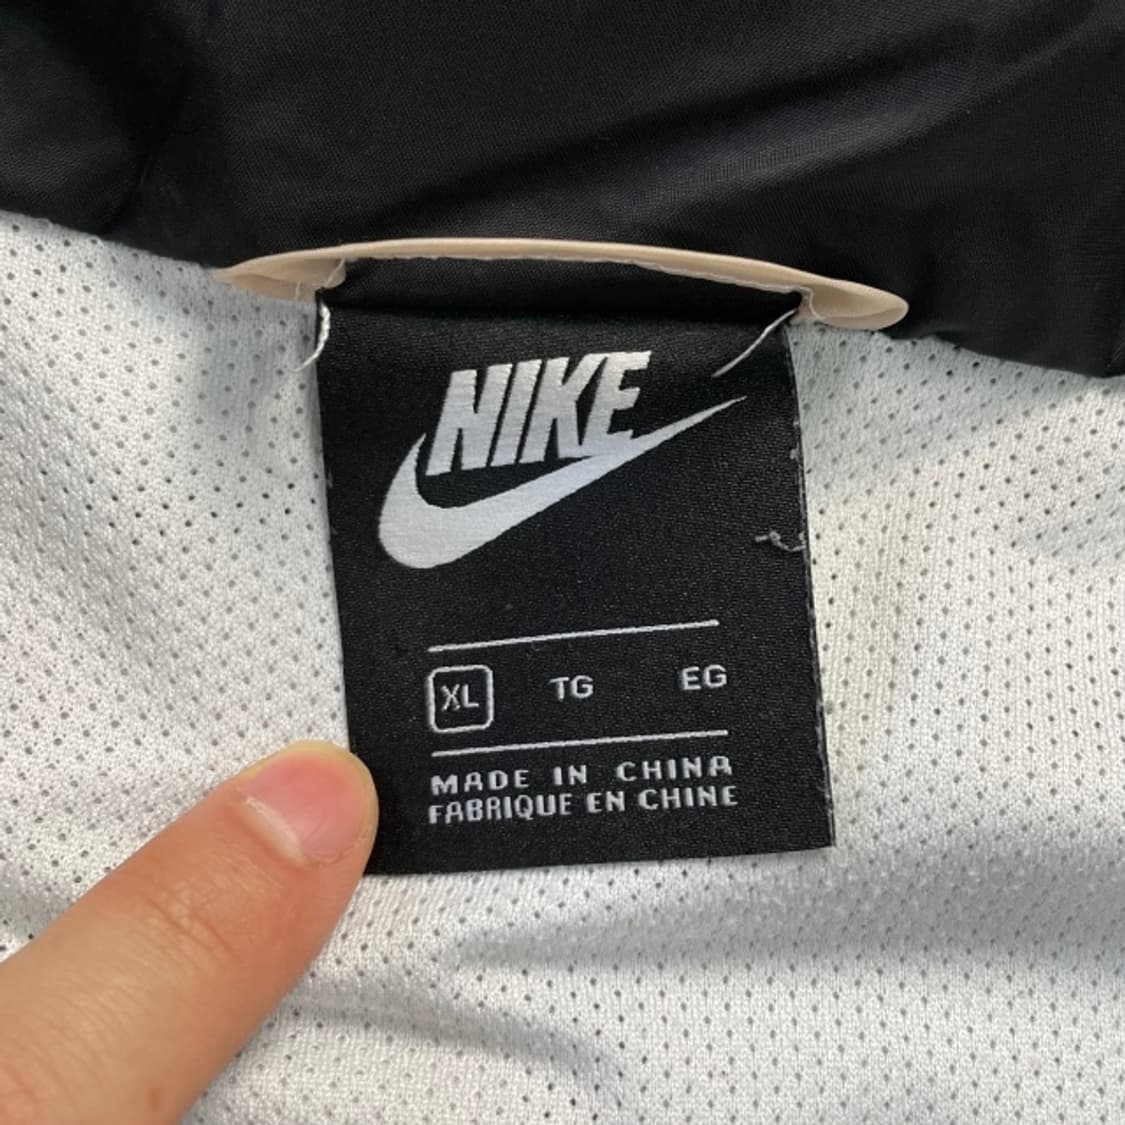 NIKE
XL TG EG
MADE IN CHINA
FABRIQUE EN CHINE